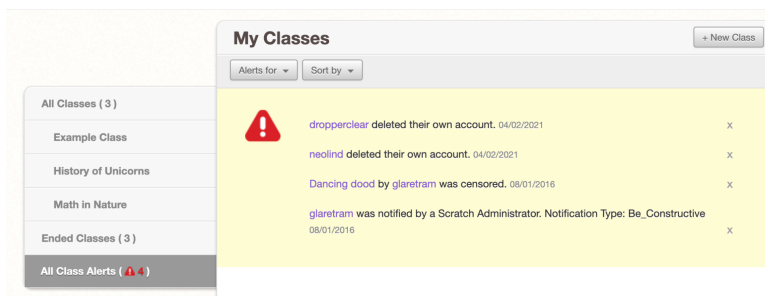 My Classes
+ New Class
Alerts for
Sort by
All Classes ( 3 )
Example Class
History of Unicorns
Math in Nature
Ended Classes ( 3 )
All Class Alerts ( 4 )
dropperclear deleted their own account. 04/02/2021 x
neolind deleted their own account. 04/02/2021 x
Dancing dood by glaretram was censored. 08/01/2016 x
glaretram was notified by a Scratch Administrator. Notification Type: Be_Constructive
08/01/2016 x